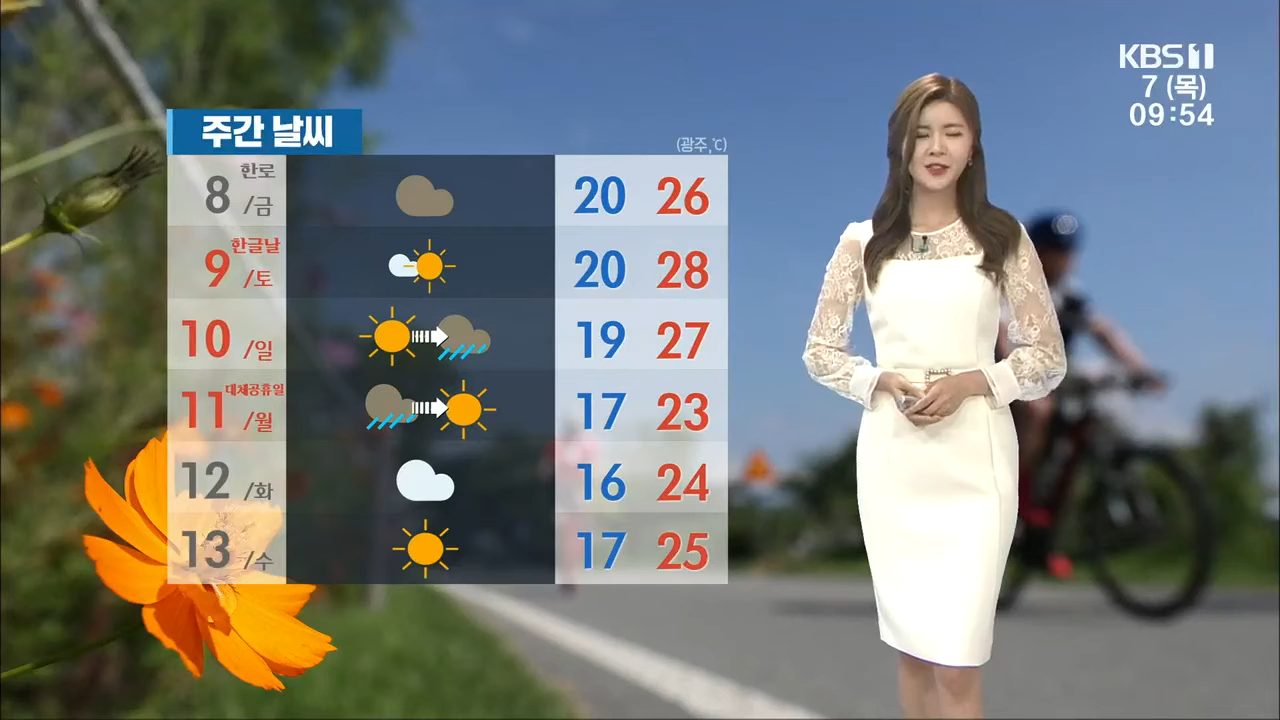 KBS 1
7 (목)
09:54
주간 날씨
(광주,℃)
8 한로 /금 20 26
9 한글날 /토 20 28
10 /일 19 27
11 대체공휴일 /월 17 23
12 /화 16 24
13 /수 17 25